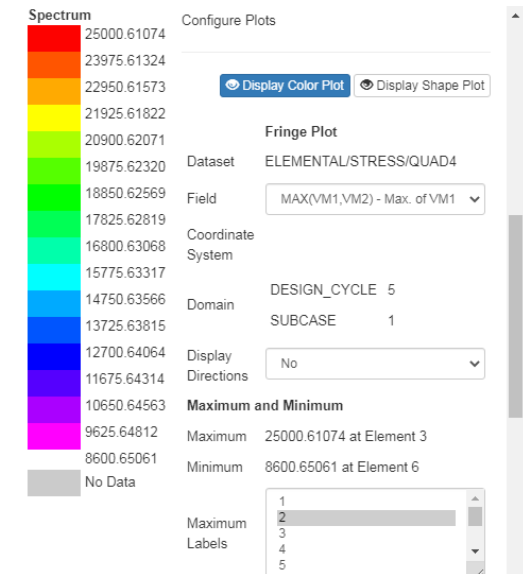 Spectrum
25000.61074
23975.61324
22950.61573
21925.61822
20900.62071
19875.62320
18850.62569
17825.62819
16800.63068
15775.63317
14750.63566
13725.63815
12700.64064
11675.64314
10650.64563
9625.64812
8600.65061
No Data
Configure Plots
Display Color Plot Display Shape Plot
Fringe Plot
Dataset ELEMENTAL/STRESS/QUAD4
Field MAX(VM1,VM2) - Max. of VM1
Coordinate
System
Domain
DESIGN_CYCLE 5
SUBCASE 1
Display
Directions
No
Maximum and Minimum
Maximum 25000.61074 at Element 3
Minimum 8600.65061 at Element 6
Maximum
Labels
1
2
3
4
5